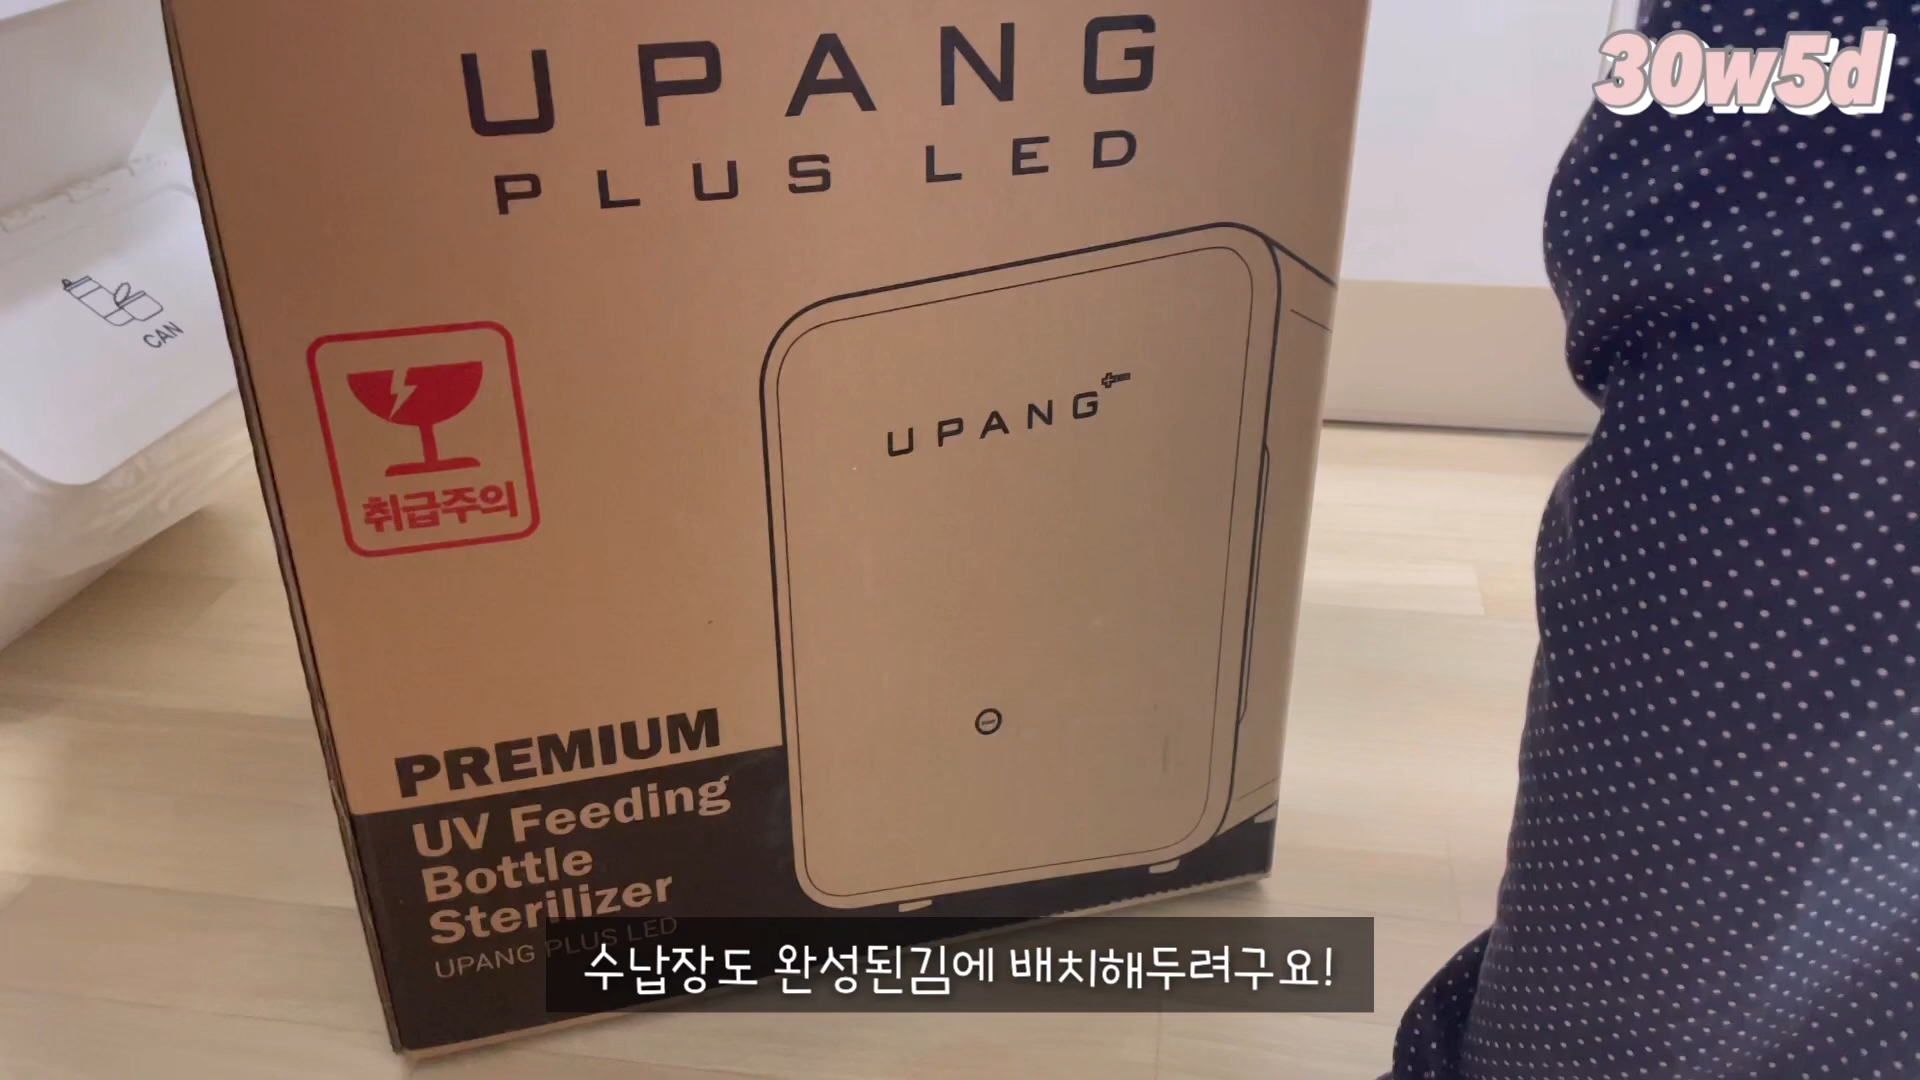 30w5d
UPANG
PLUS LED
CAN
취급주의
UPANG
PREMIUM
UV Feeding
Bottle
Sterilizer
UPANG PLUS LED
수납장도 완성된김에 배치해두려구요!